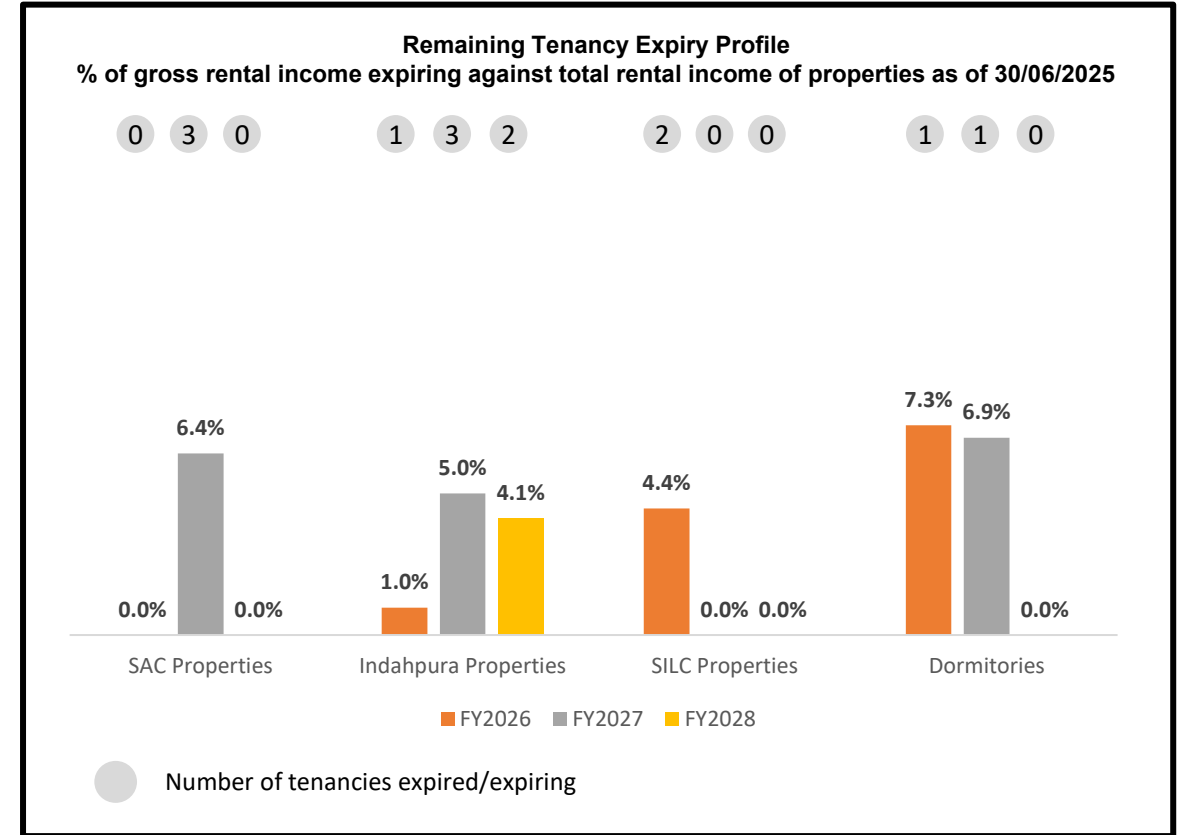 Remaining Tenancy Expiry Profile
% of gross rental income expiring against total rental income of properties as of 30/06/2025
0 3 0 1 3 2 2 0 0 1 1 0
0.0% 6.4% 0.0% 1.0% 5.0% 4.1% 4.4% 0.0% 0.0% 7.3% 6.9% 0.0%
SAC Properties Indahpura Properties SILC Properties Dormitories
FY2026 FY2027 FY2028
Number of tenancies expired/expiring